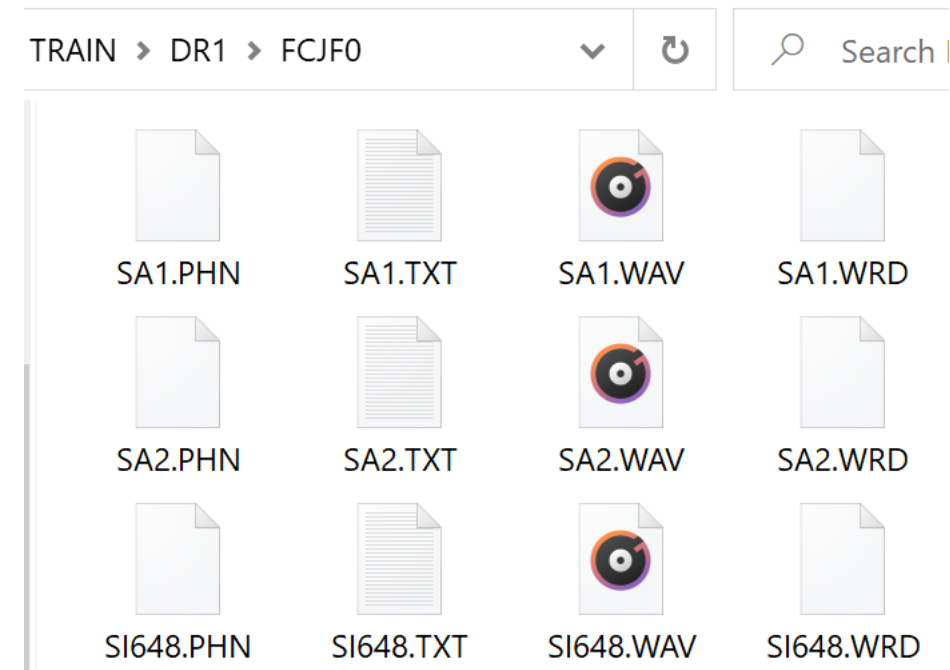 TRAIN > DR1 > FCJF0
Search
SA1.PHN SA1.TXT SA1.WAV SA1.WRD
SA2.PHN SA2.TXT SA2.WAV SA2.WRD
SI648.PHN SI648.TXT SI648.WAV SI648.WRD